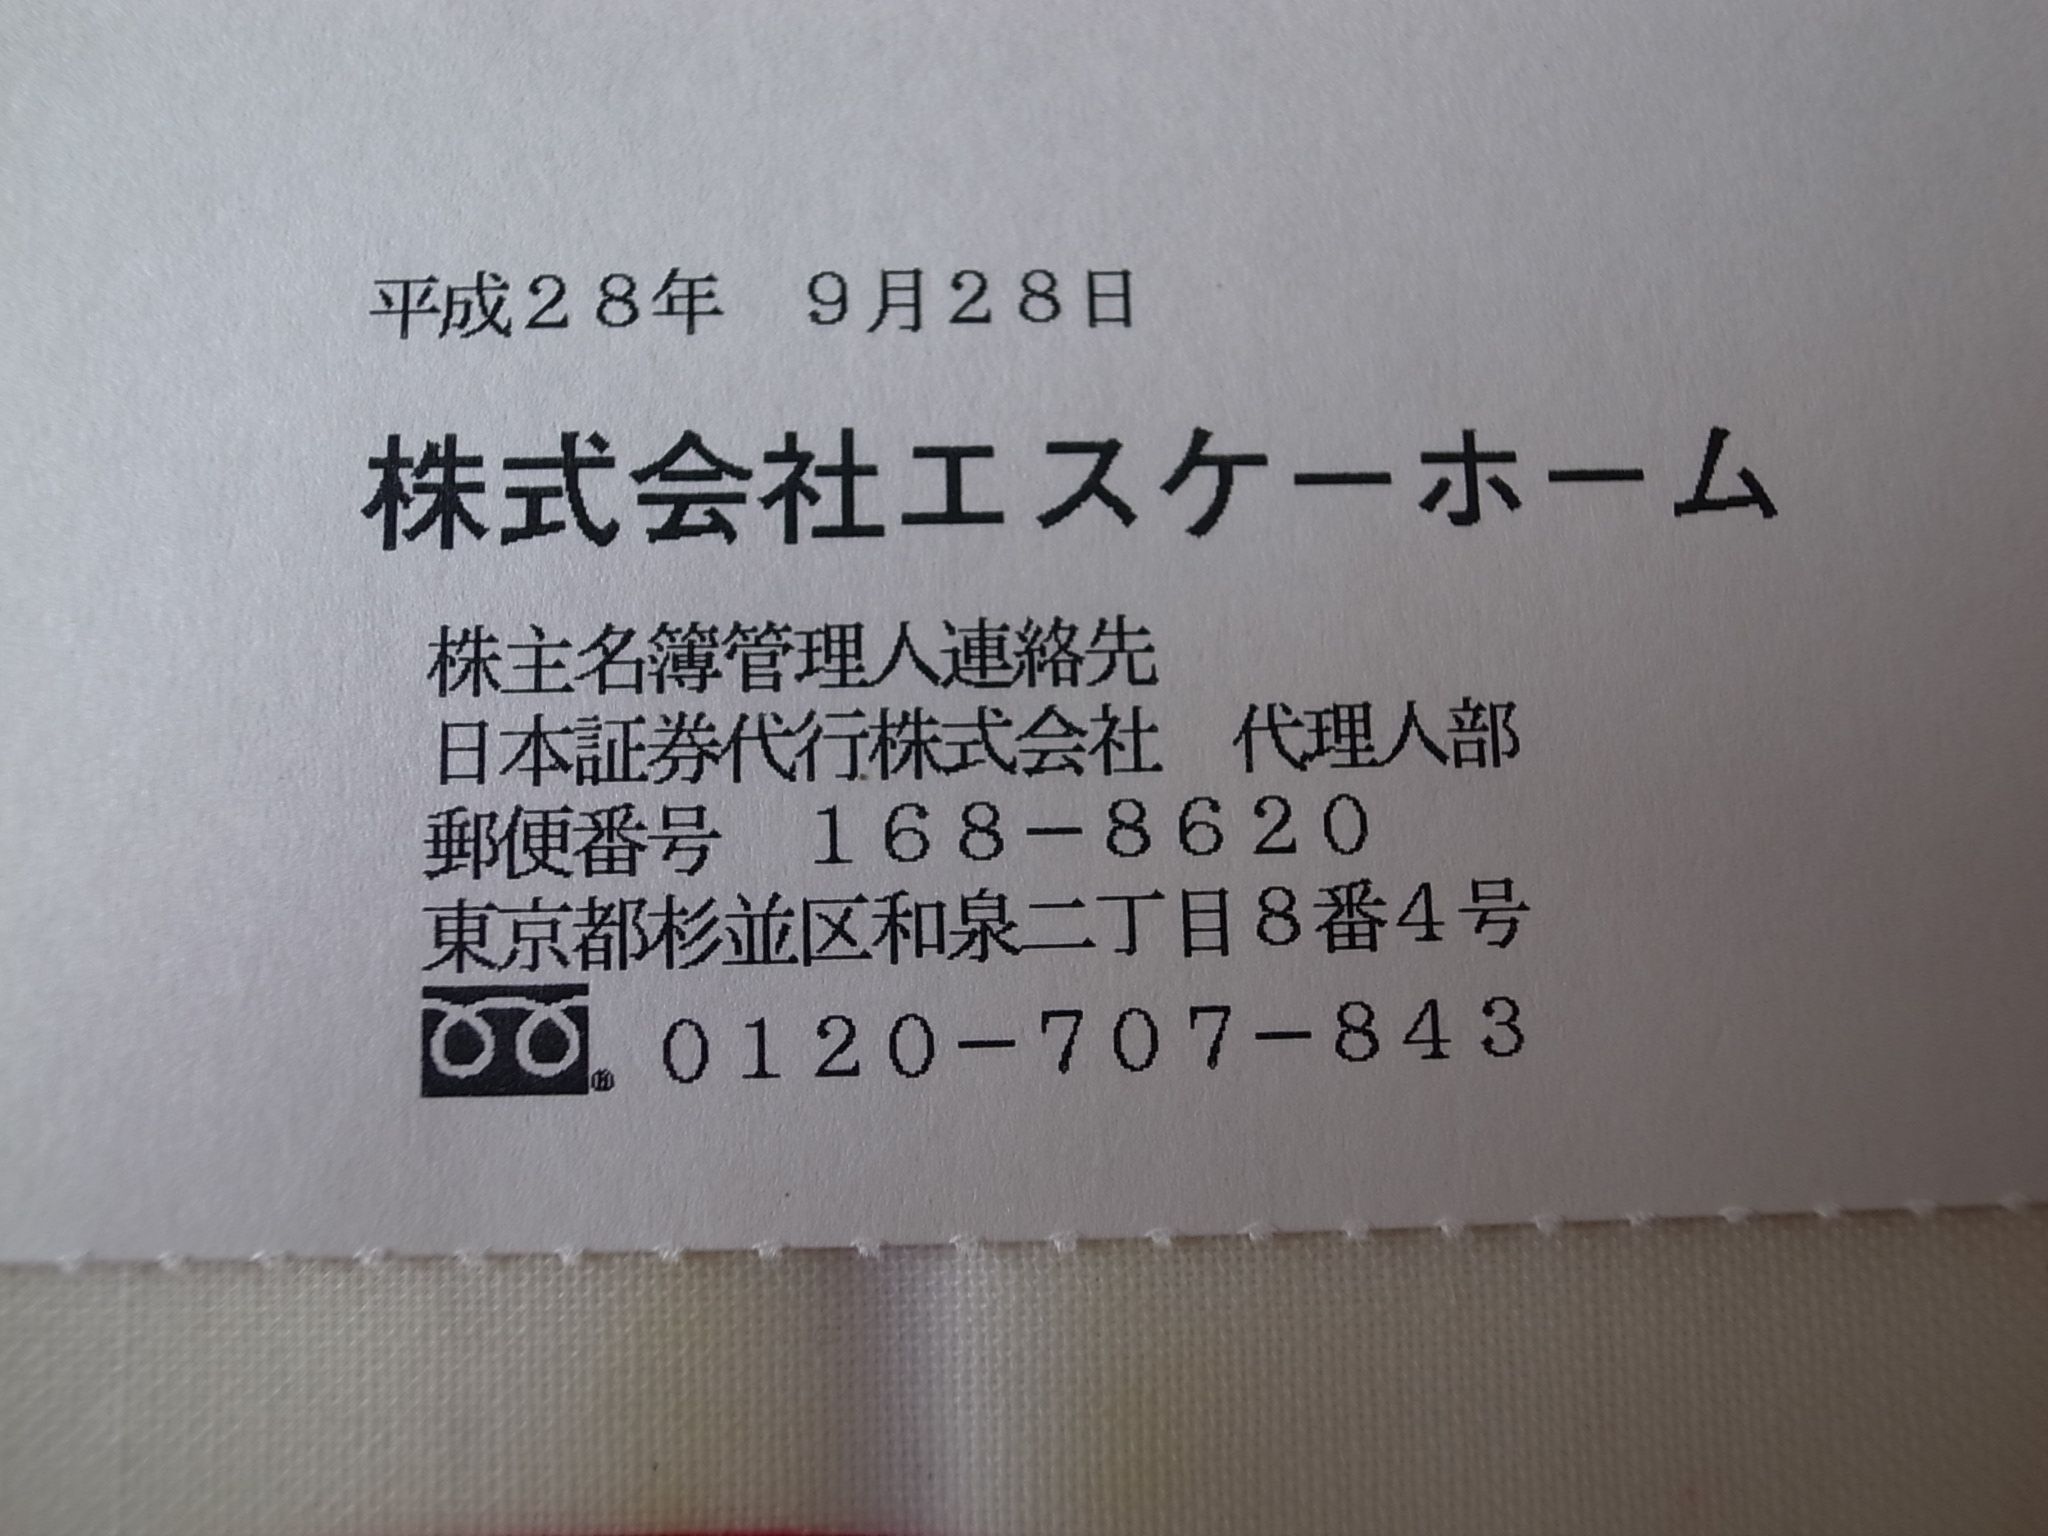 平成２８年　９月２８日
株式会社エスケーホーム
株主名簿管理人連絡先
日本証券代行株式会社　代理人部
郵便番号　１６８－８６２０
東京都杉並区和泉二丁目８番４号
０１２０－７０７－８４３